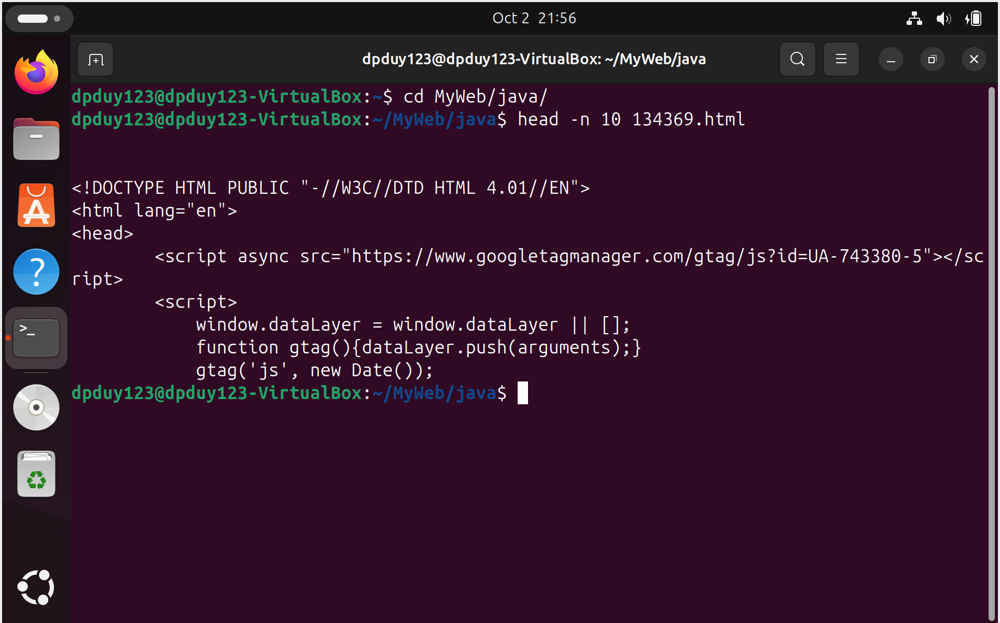 Oct 2 21:56
dpduy123@dpduy123-VirtualBox: ~/MyWeb/java
dpduy123@dpduy123-VirtualBox:~$ cd MyWeb/java/
dpduy123@dpduy123-VirtualBox:~/MyWeb/java$ head -n 10 134369.html
<!DOCTYPE HTML PUBLIC "-//W3C//DTD HTML 4.01//EN">
<html lang="en">
<head>
        <script async src="https://www.googletagmanager.com/gtag/js?id=UA-743380-5"></sc
ript>
        <script>
            window.dataLayer = window.dataLayer || [];
            function gtag(){dataLayer.push(arguments);}
            gtag('js', new Date());
dpduy123@dpduy123-VirtualBox:~/MyWeb/java$